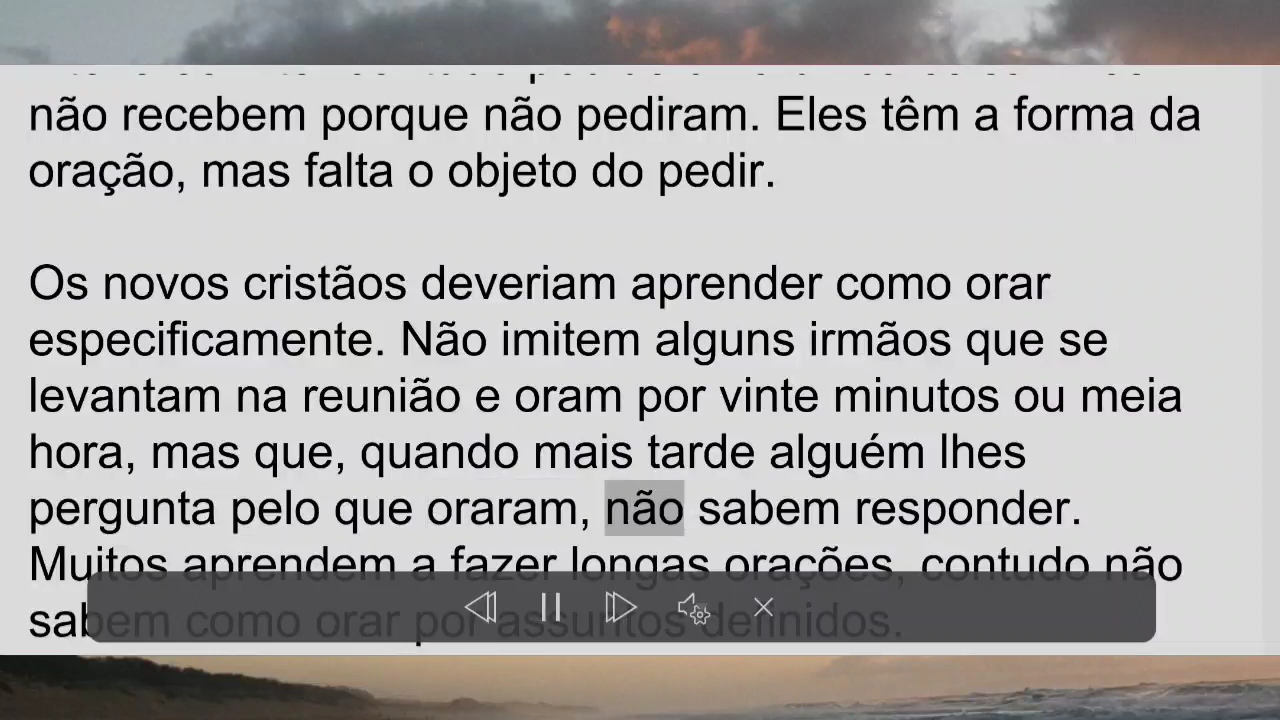 não recebem porque não pediram. Eles têm a forma da
oração, mas falta o objeto do pedir.
Os novos cristãos deveriam aprender como orar
especificamente. Não imitem alguns irmãos que se
levantam na reunião e oram por vinte minutos ou meia
hora, mas que, quando mais tarde alguém lhes
pergunta pelo que oraram, não sabem responder.
Muitos aprendem a fazer longas orações, contudo não
sabem como orar por assuntos definidos.